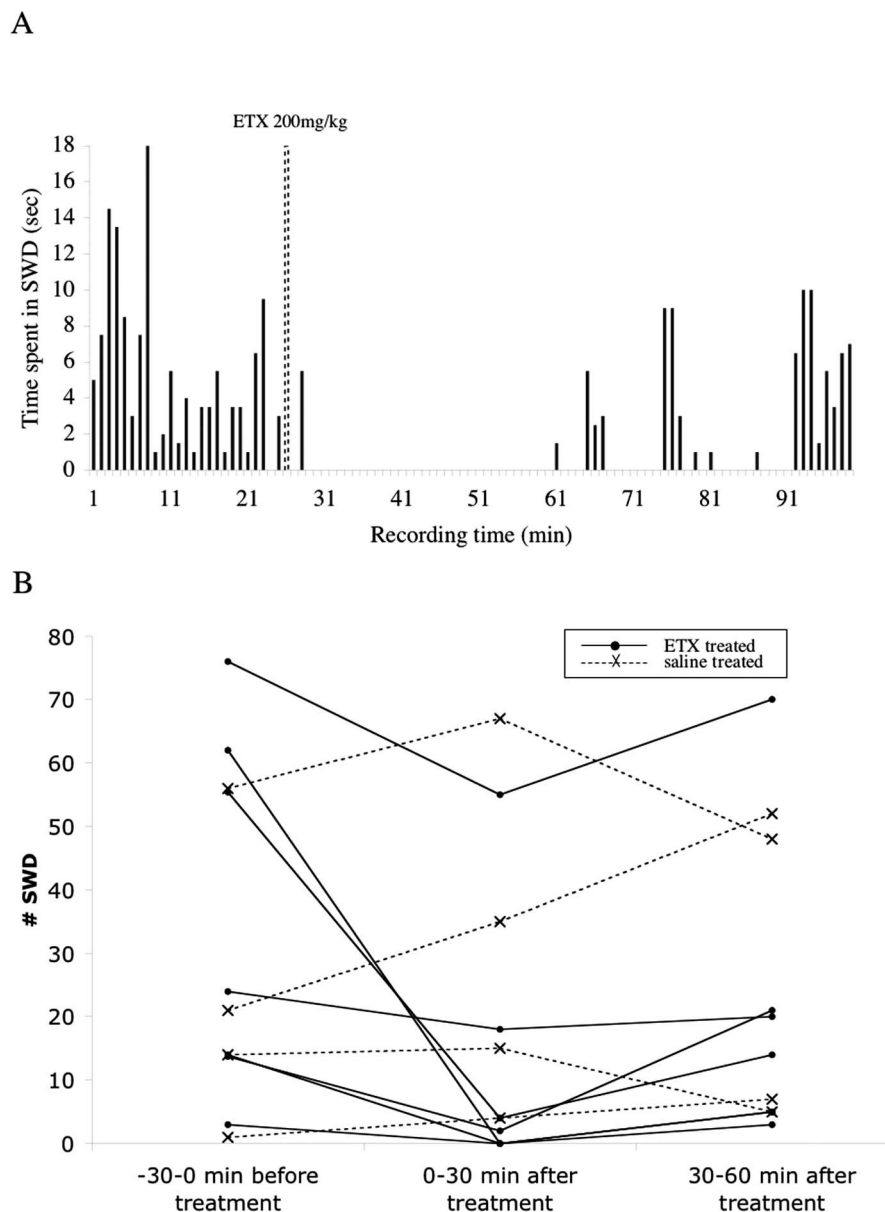 A
ETX 200mg/kg
Time spent in SWD (sec)
18
16
14
12
10
8
6
4
2
0
1 11 21 31 41 51 61 71 81 91
Recording time (min)
B
# SWD
80
70
60
50
40
30
20
10
0
ETX treated
saline treated
-30-0 min before 0-30 min after 30-60 min after
treatment treatment treatment